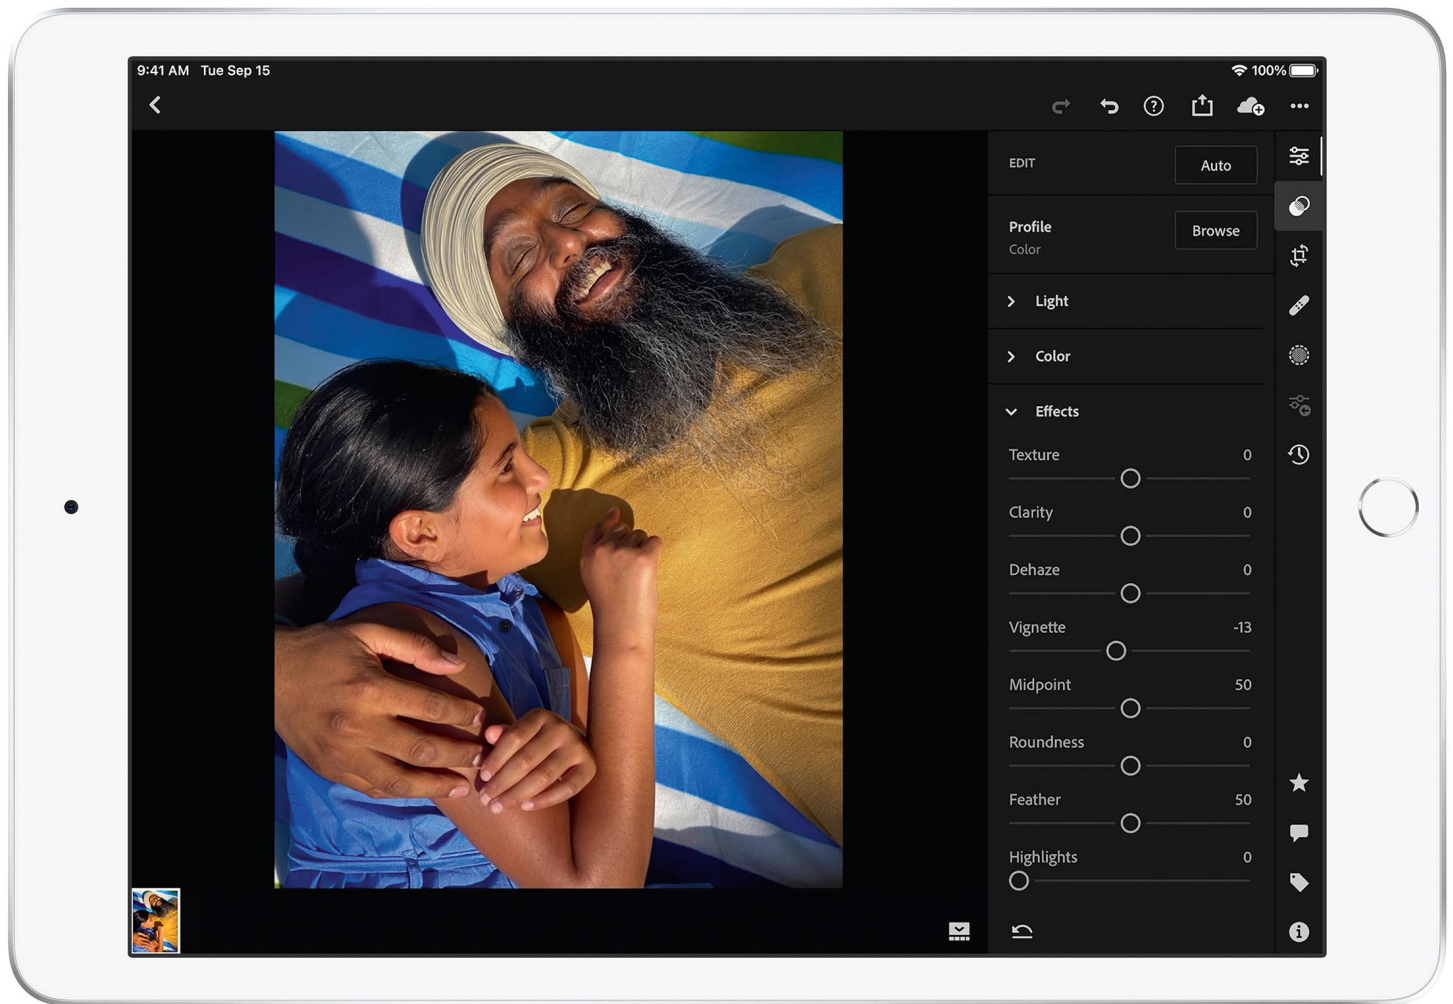 9:41 AM Tue Sep 15
100%
EDIT
Auto
Profile
Browse
Color
Light
Color
Effects
Texture 0
Clarity 0
Dehaze 0
Vignette -13
Midpoint 50
Roundness 0
Feather 50
Highlights 0